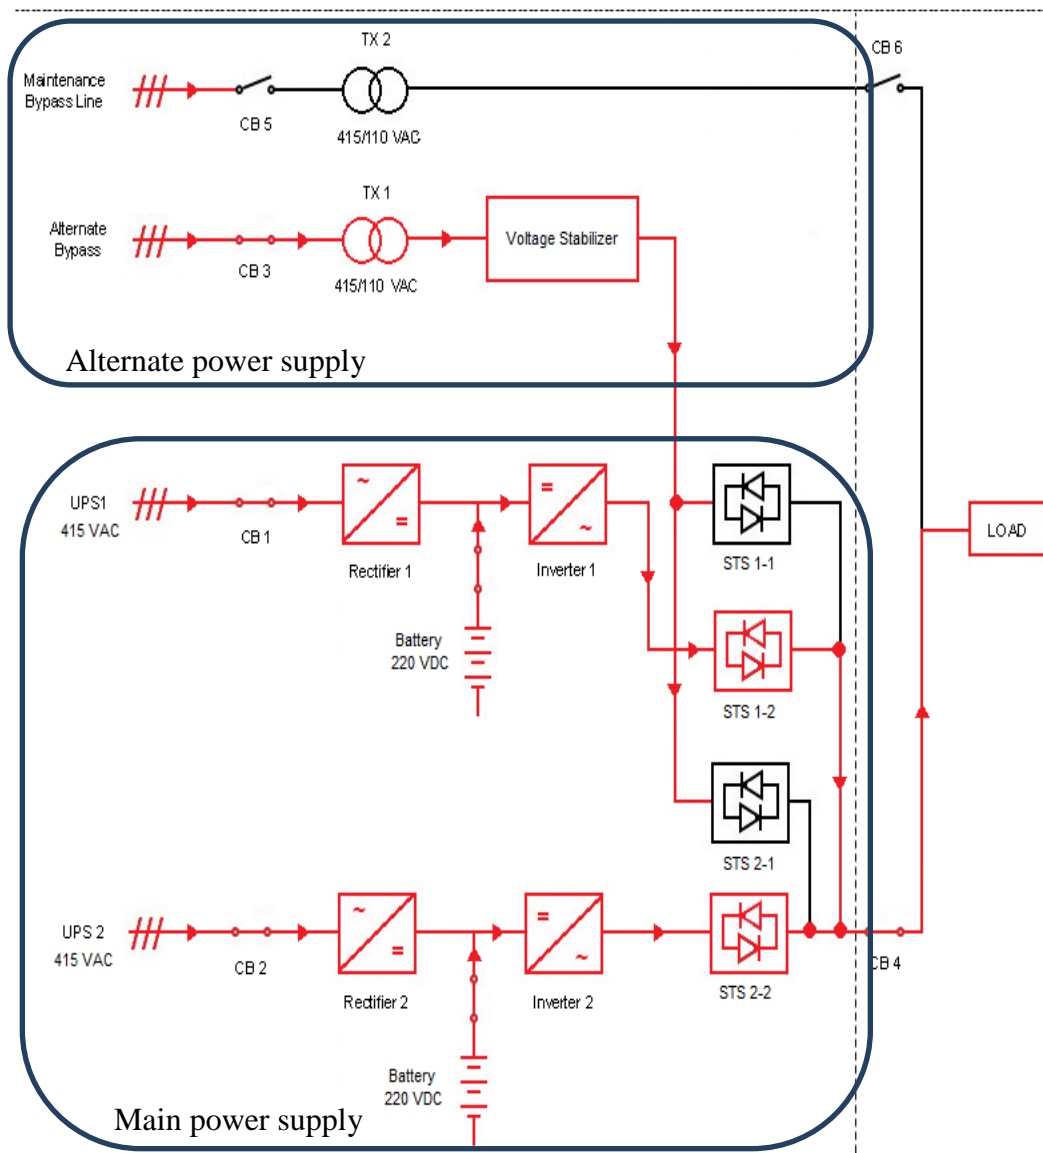 TX 2
CB 6
Maintenance
Bypass Line
CB 5
415/110 VAC
TX 1
Alternate
Bypass
Voltage Stabilizer
CB 3
415/110 VAC
Alternate power supply
UPS1
415 VAC
~
=
=
~
CB 1
LOAD
Rectifier 1
Inverter 1
STS 1-1
Battery
220 VDC
STS 1-2
STS 2-1
UPS 2
415 VAC
~
=
=
~
CB 2
CB 4
Rectifier 2
Inverter 2
STS 2-2
Battery
220 VDC
Main power supply